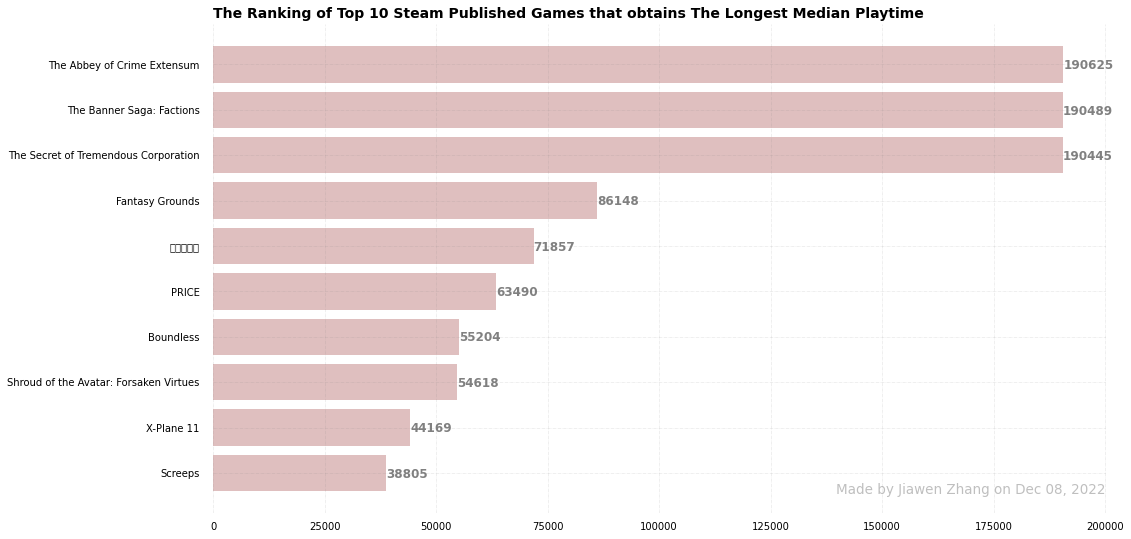 The Ranking of Top 10 Steam Published Games that obtains The Longest Median Playtime
The Abbey of Crime Extensum 190625
The Banner Saga: Factions 190489
The Secret of Tremendous Corporation 190445
Fantasy Grounds 86148
71857
PRICE 63490
Boundless 55204
Shroud of the Avatar: Forsaken Virtues 54618
X-Plane 11 44169
Screeps 38805
Made by Jiawen Zhang on Dec 08, 2022
0 25000 50000 75000 100000 125000 150000 175000 200000